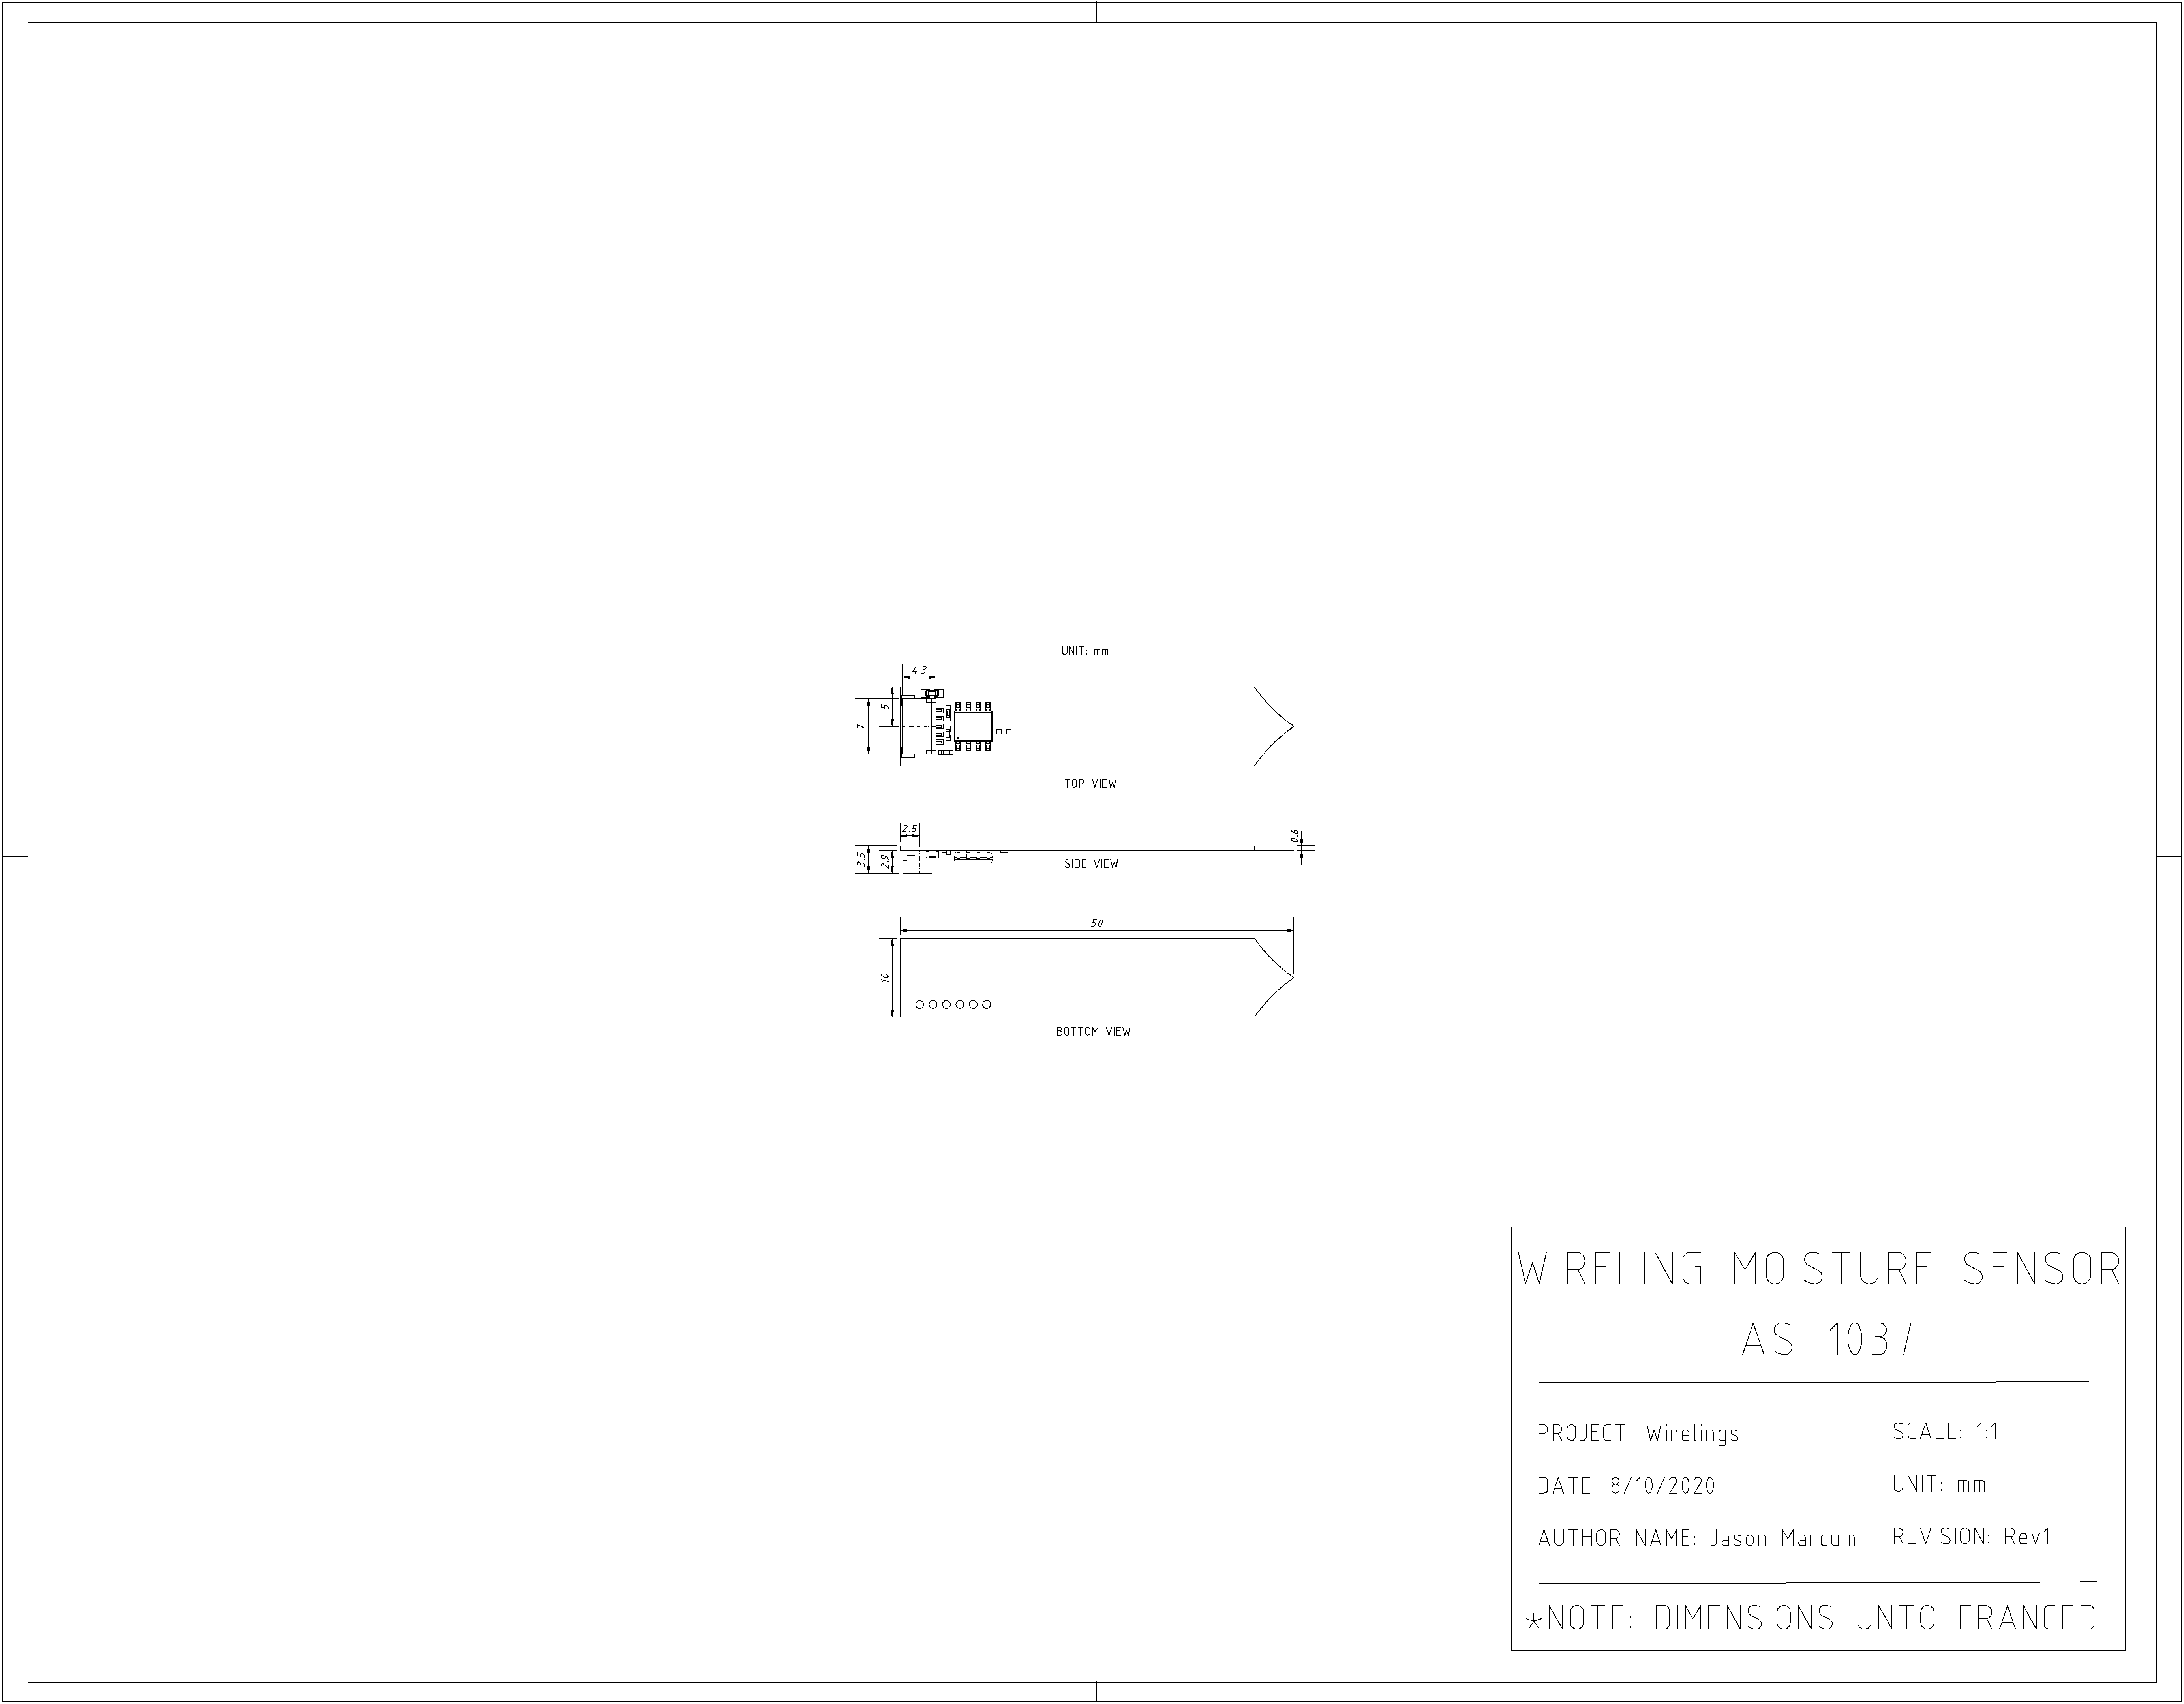 UNIT: mm
4.3
5
7
TOP VIEW
2.5
0.6
3.5
2.9
SIDE VIEW
50
10
BOTTOM VIEW
WIRELING MOISTURE SENSOR
AST1037
PROJECT: Wirelings
SCALE: 1:1
DATE: 8/10/2020
UNIT: mm
AUTHOR NAME: Jason Marcum
REVISION: Rev1
*NOTE: DIMENSIONS UNTOLERANCED